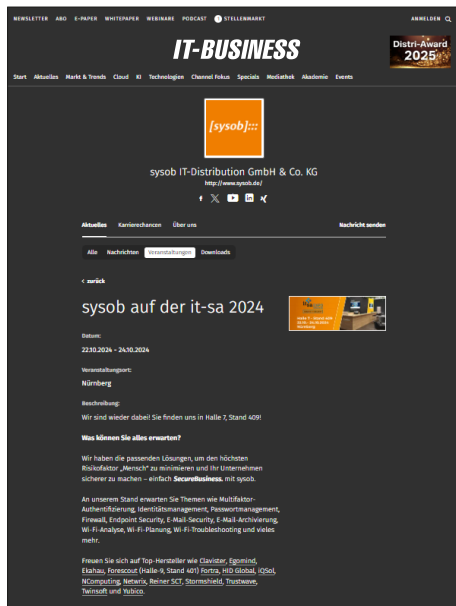 NEWSLETTER ABO E-PAPER WHITEPAPER WEBINARE PODCAST STELLENMARKT ANMELDEN
IT-BUSINESS
Distri-Award
2025
Start Aktuelles Markt & Trends Cloud KI Technologien Channel Fokus Specials Mediathek Akademie Events
[sysob]:::
sysob IT-Distribution GmbH & Co. KG
http://www.sysob.de/
Aktuelles Karrierechancen Über uns Nachricht senden
Alle Nachrichten Veranstaltungen Downloads
‹ zurück
sysob auf der it-sa 2024
Datum:
22.10.2024 - 24.10.2024
Veranstaltungsort:
Nürnberg
Beschreibung:
Wir sind wieder dabei! Sie finden uns in Halle 7, Stand 409!
Was können Sie alles erwarten?
Wir haben die passenden Lösungen, um den höchsten
Risikofaktor „Mensch“ zu minimieren und Ihr Unternehmen
sicherer zu machen – einfach SecureBusiness. mit sysob.
An unserem Stand erwarten Sie Themen wie Multifaktor-
Authentifizierung, Identitätsmanagement, Passwortmanagement,
Firewall, Endpoint Security, E-Mail-Security, E-Mail-Archivierung,
Wi-Fi-Analyse, Wi-Fi-Planung, Wi-Fi-Troubleshooting und vieles
mehr.
Freuen Sie sich auf Top-Hersteller wie Clavister, Egomind,
Ekahau, Forescout (Halle-9, Stand 401) Fortra, HID Global, iQSol,
NComputing, Netwrix, Reiner SCT, Stormshield, Trustwave,
Twinsoft und Yubico.